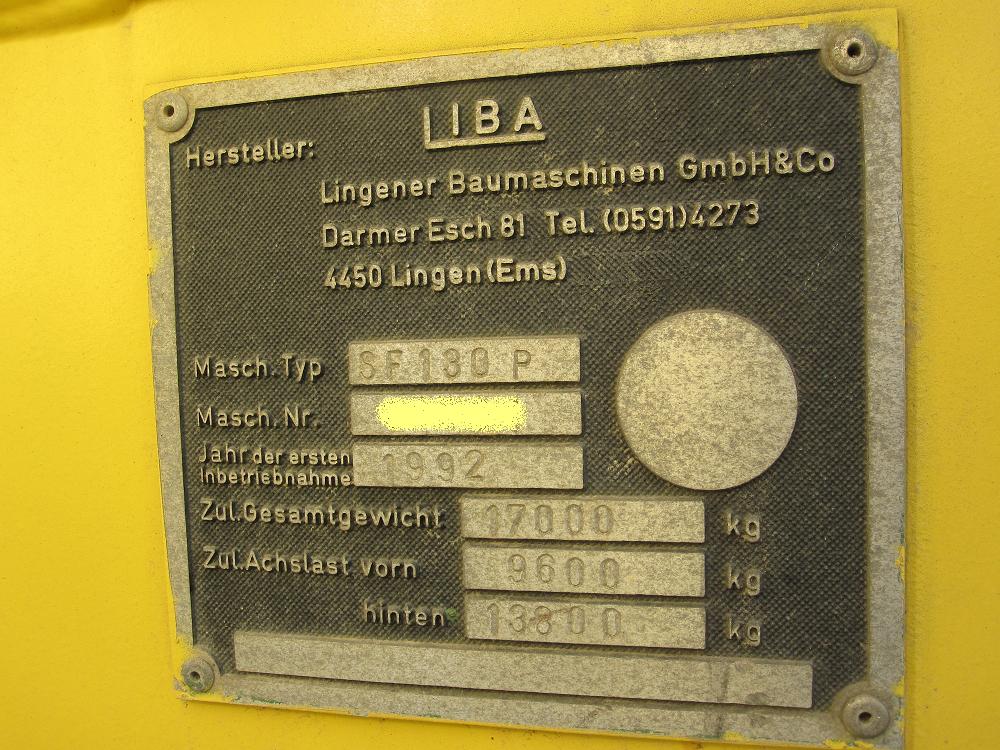 LIBA
Hersteller:
Lingener Baumaschinen GmbH&Co
Darmer Esch 81 Tel. (0591)4273
4450 Lingen (Ems)
Masch. Typ SF 130 P
Masch. Nr.
Jahr der ersten Inbetriebnahme 1992
Zul. Gesamtgewicht 17000 kg
Zul. Achslast vorn 9600 kg
hinten 13800 kg